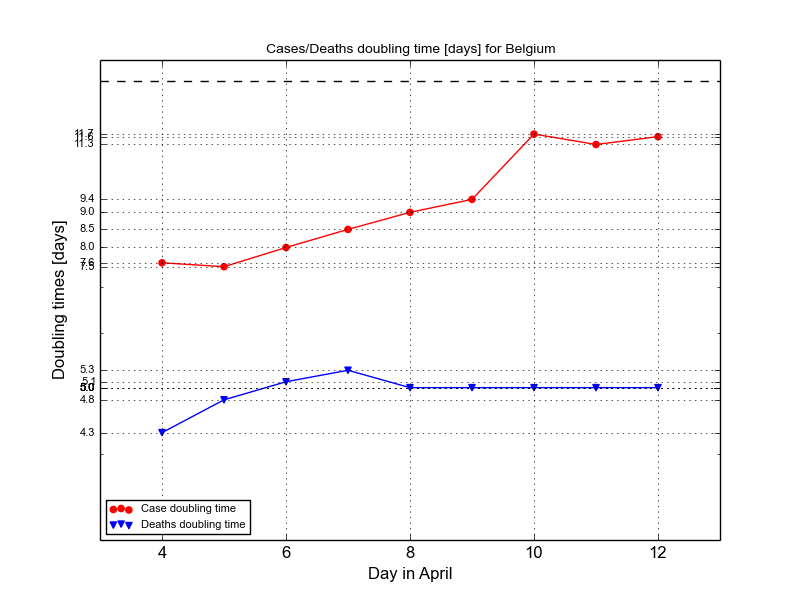 Cases/Deaths doubling time [days] for Belgium
Doubling times [days]
11.7
11.6
11.3
9.4
9.0
8.5
8.0
7.6
7.5
5.3
5.1
5.0
4.8
4.3
Case doubling time
Deaths doubling time
4 6 8 10 12
Day in April